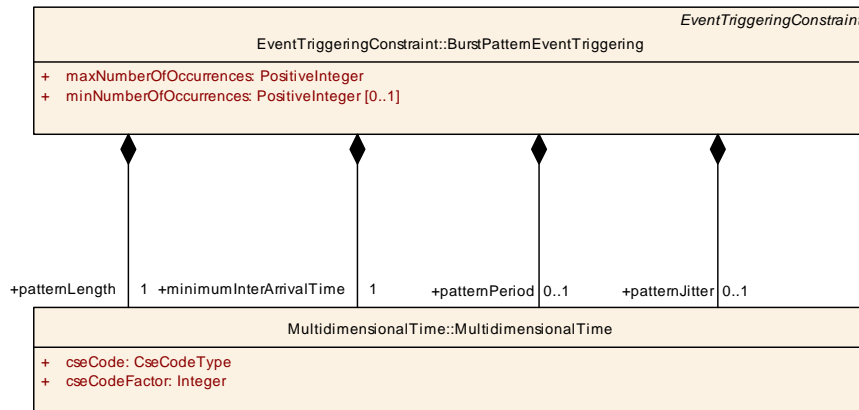 EventTriggeringConstraint
EventTriggeringConstraint::BurstPatternEventTriggering
+ maxNumberOfOccurrences: PositiveInteger
+ minNumberOfOccurrences: PositiveInteger [0..1]
+patternLength 1 +minimumInterArrivalTime 1 +patternPeriod 0..1 +patternJitter 0..1
MultidimensionalTime::MultidimensionalTime
+ cseCode: CseCodeType
+ cseCodeFactor: Integer